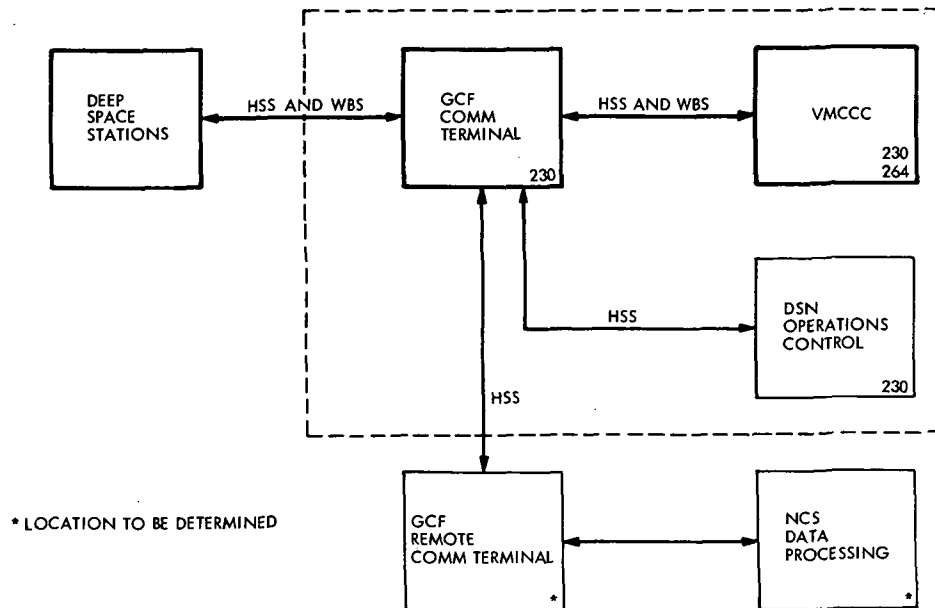 DEEP
SPACE
STATIONS
HSS AND WBS
GCF
COMM
TERMINAL
230
HSS AND WBS
VMCCC
230
264
HSS
DSN
OPERATIONS
CONTROL
230
HSS
* LOCATION TO BE DETERMINED
GCF
REMOTE
COMM TERMINAL
*
NCS
DATA
PROCESSING
*